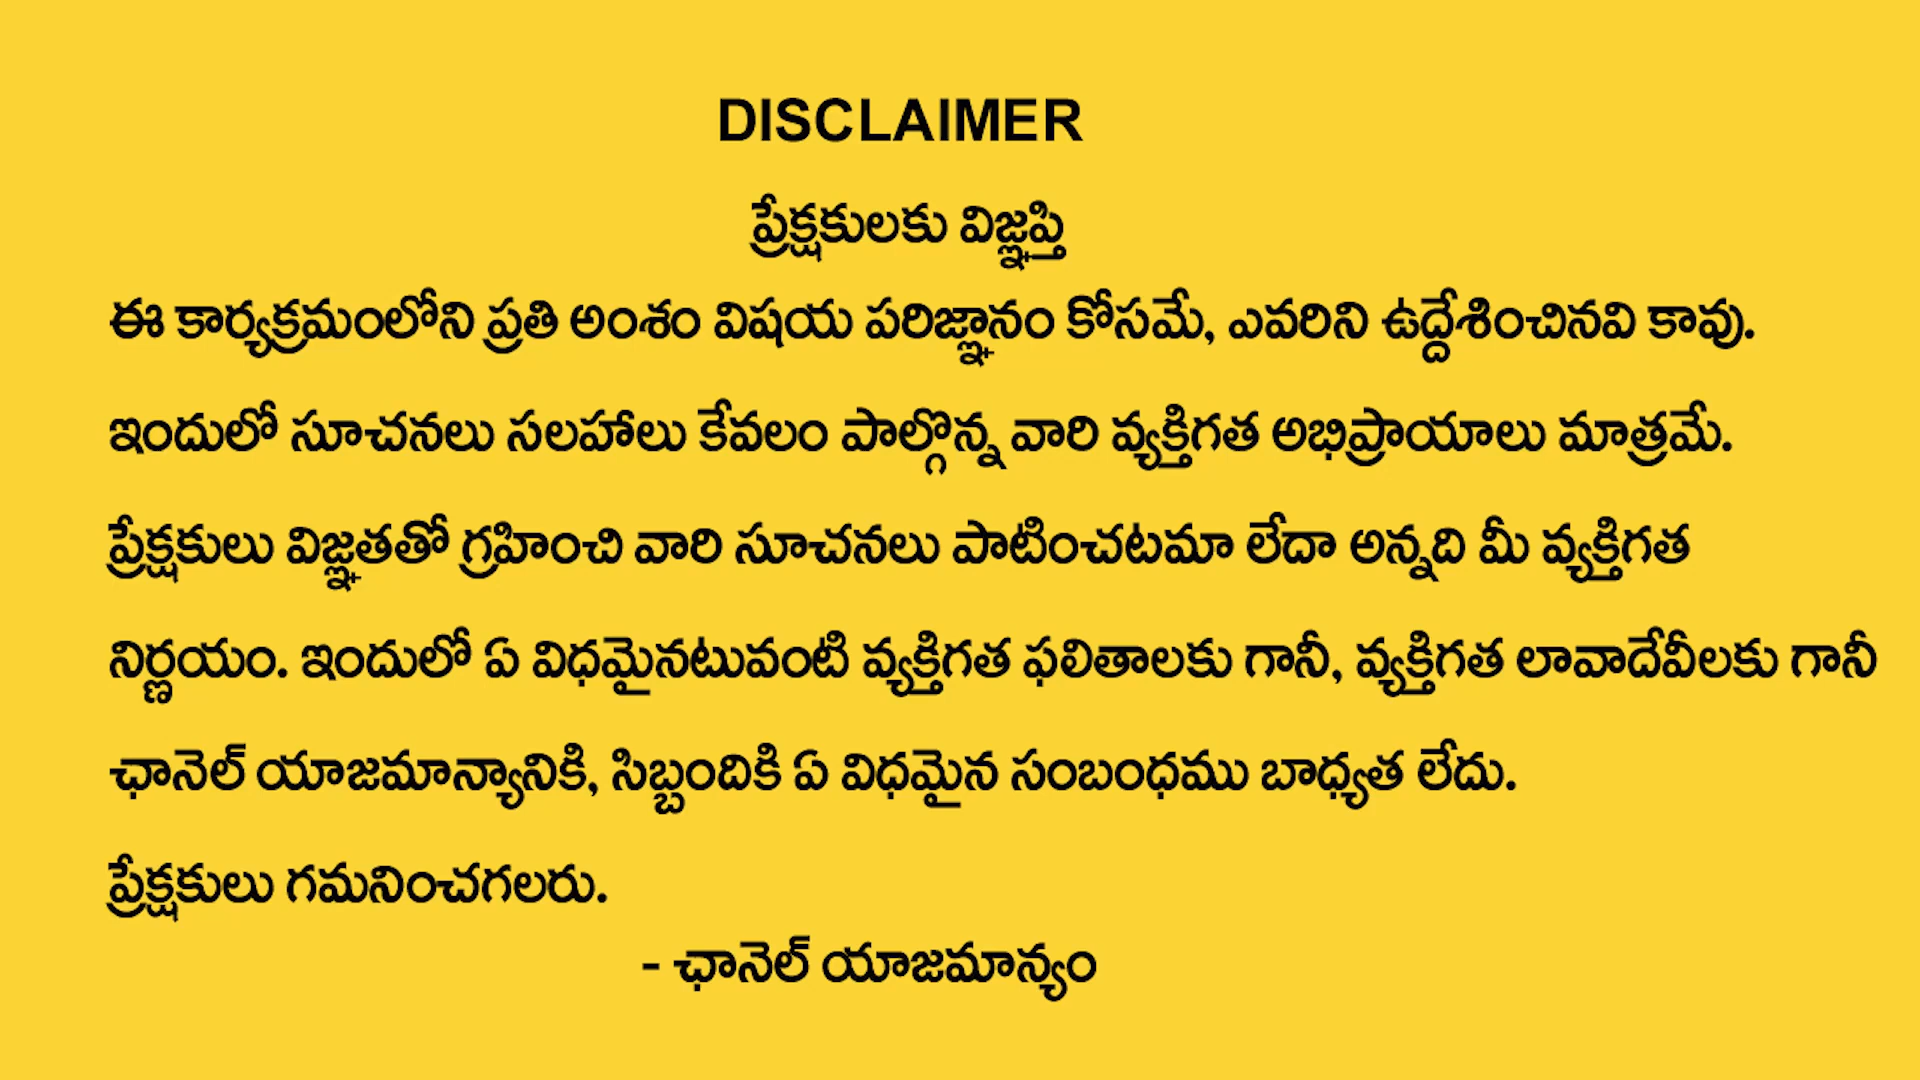 DISCLAIMER
ప్రేక్షకులకు విజ్ఞప్తి
ఈ కార్యక్రమంలోని ప్రతి అంశం విషయ పరిజ్ఞానం కోసమే, ఎవరిని ఉద్దేశించినవి కావు.
ఇందులో సూచనలు సలహాలు కేవలం పాల్గొన్న వారి వ్యక్తిగత అభిప్రాయాలు మాత్రమే.
ప్రేక్షకులు విజ్ఞతతో గ్రహించి వారి సూచనలు పాటించటమా లేదా అన్నది మీ వ్యక్తిగత
నిర్ణయం. ఇందులో ఏ విధమైనటువంటి వ్యక్తిగత ఫలితాలకు గానీ, వ్యక్తిగత లావాదేవీలకు గానీ
ఛానెల్ యాజమాన్యానికి, సిబ్బందికి ఏ విధమైన సంబంధము బాధ్యత లేదు.
ప్రేక్షకులు గమనించగలరు.
- ఛానెల్ యాజమాన్యం